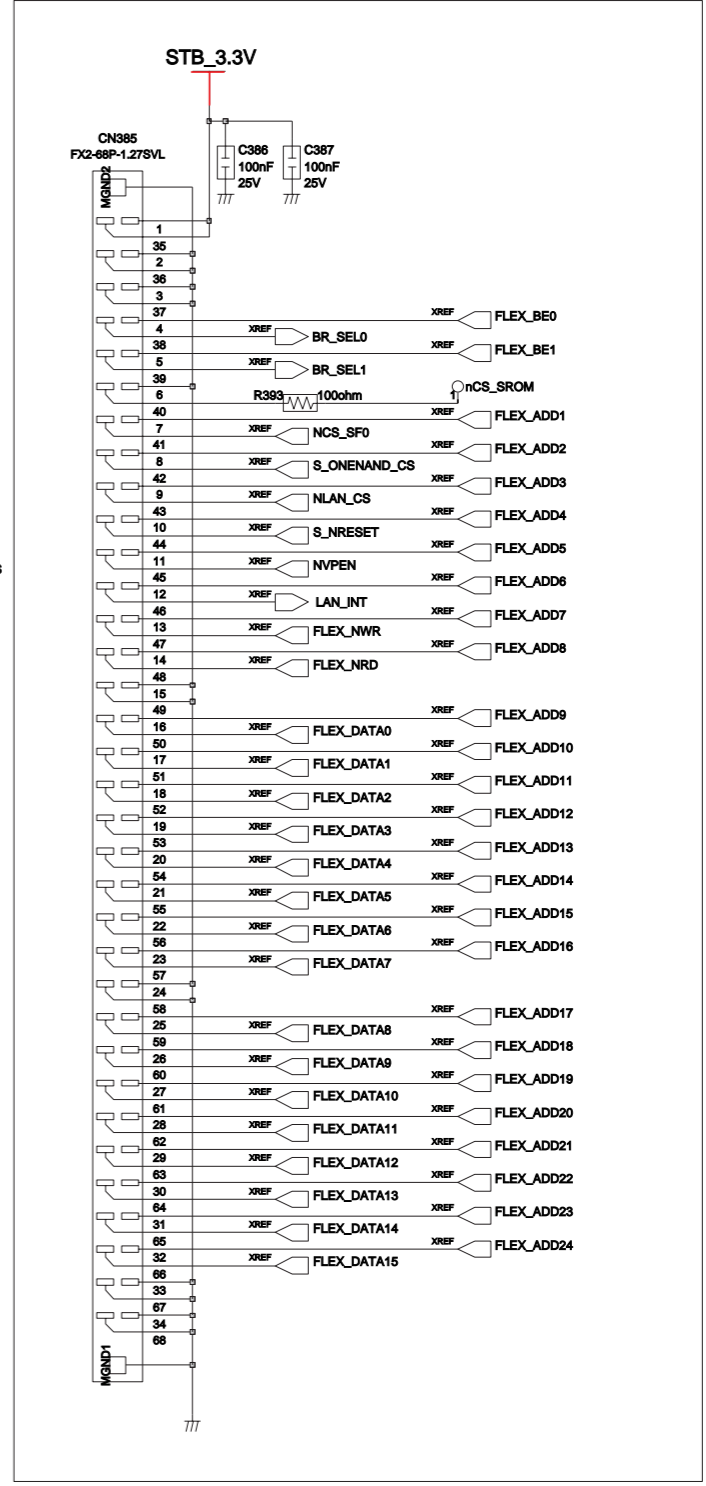 STB_3.3V
CN385
FX2-68P-1.27SVL
C386
100nF
25V
C387
100nF
25V
MGND2
1
35
2
36
3
37 XREF FLEX_BE0
4 XREF BR_SEL0
38 XREF FLEX_BE1
5 XREF BR_SEL1
39
6 R393 100ohm 1 nCS_SROM
40 XREF FLEX_ADD1
7 XREF NCS_SF0
41 XREF FLEX_ADD2
8 XREF S_ONENAND_CS
42 XREF FLEX_ADD3
9 XREF NLAN_CS
43 XREF FLEX_ADD4
10 XREF S_NRESET
44 XREF FLEX_ADD5
11 XREF NVPEN
s
45 XREF FLEX_ADD6
12 XREF LAN_INT
46 XREF FLEX_ADD7
13 XREF FLEX_NWR
47 XREF FLEX_ADD8
14 XREF FLEX_NRD
48
15
49 XREF FLEX_ADD9
16 XREF FLEX_DATA0
50 XREF FLEX_ADD10
17 XREF FLEX_DATA1
51 XREF FLEX_ADD11
18 XREF FLEX_DATA2
52 XREF FLEX_ADD12
19 XREF FLEX_DATA3
53 XREF FLEX_ADD13
20 XREF FLEX_DATA4
54 XREF FLEX_ADD14
21 XREF FLEX_DATA5
55 XREF FLEX_ADD15
22 XREF FLEX_DATA6
56 XREF FLEX_ADD16
23 XREF FLEX_DATA7
57
24
58 XREF FLEX_ADD17
25 XREF FLEX_DATA8
59 XREF FLEX_ADD18
26 XREF FLEX_DATA9
60 XREF FLEX_ADD19
27 XREF FLEX_DATA10
61 XREF FLEX_ADD20
28 XREF FLEX_DATA11
62 XREF FLEX_ADD21
29 XREF FLEX_DATA12
63 XREF FLEX_ADD22
30 XREF FLEX_DATA13
64 XREF FLEX_ADD23
31 XREF FLEX_DATA14
65 XREF FLEX_ADD24
32 XREF FLEX_DATA15
66
33
67
34
68
MGND1